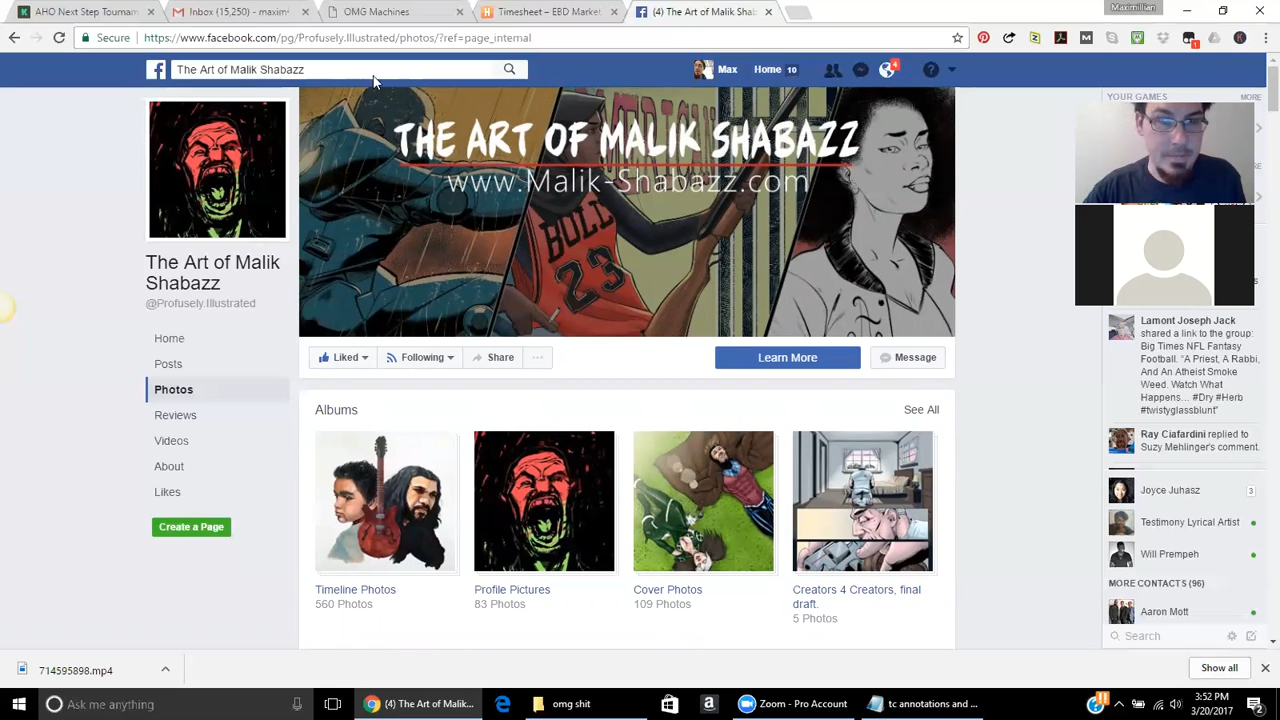 AHO Next Step Tournam
Inbox (15,250) - maxim
OMG Machines
Timesheet – EBD Market
(4) The Art of Malik Shab
Maximillian
Secure
https://www.facebook.com/pg/Profusely.Illustrated/photos/?ref=page_internal
The Art of Malik Shabazz
Max
Home 10
4
THE ART OF MALIK SHABAZZ
www.Malik-Shabazz.com
BULL
23
The Art of Malik
Shabazz
@Profusely.Illustrated
Home
Posts
Photos
Reviews
Videos
About
Likes
Create a Page
Liked
Following
Share
Learn More
Message
Albums
See All
Timeline Photos
560 Photos
Profile Pictures
83 Photos
Cover Photos
109 Photos
Creators 4 Creators, final
draft.
5 Photos
YOUR GAMES
MORE
Lamont Joseph Jack
shared a link to the group:
Big Times NFL Fantasy
Football. "A Priest, A Rabbi,
And An Atheist Smoke
Weed. Watch What
Happens... #Dry #Herb
#twistyglassblunt"
Ray Ciafardini replied to
Suzy Mehlinger's comment.
Joyce Juhasz
3
Testimony Lyrical Artist
Will Prempeh
MORE CONTACTS (96)
Aaron Mott
Search
714595898.mp4
Show all
Ask me anything
(4) The Art of Malik...
omg shit
Zoom - Pro Account
tc annotations and ...
3:52 PM
3/20/2017